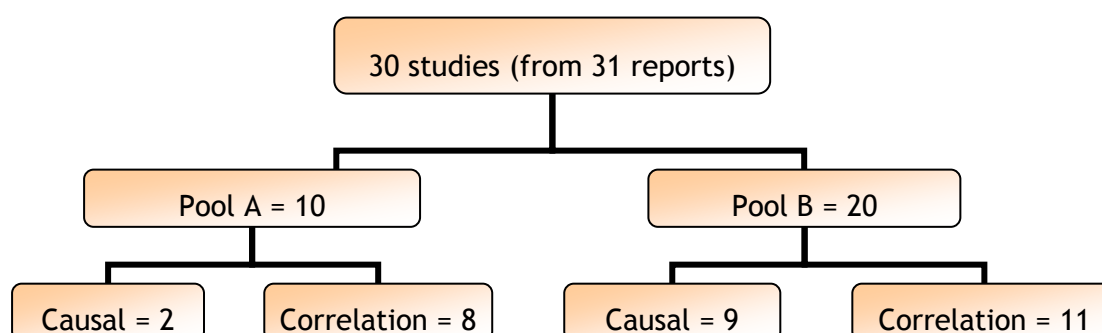 30 studies (from 31 reports)
Pool A = 10
Pool B = 20
Causal = 2
Correlation = 8
Causal = 9
Correlation = 11